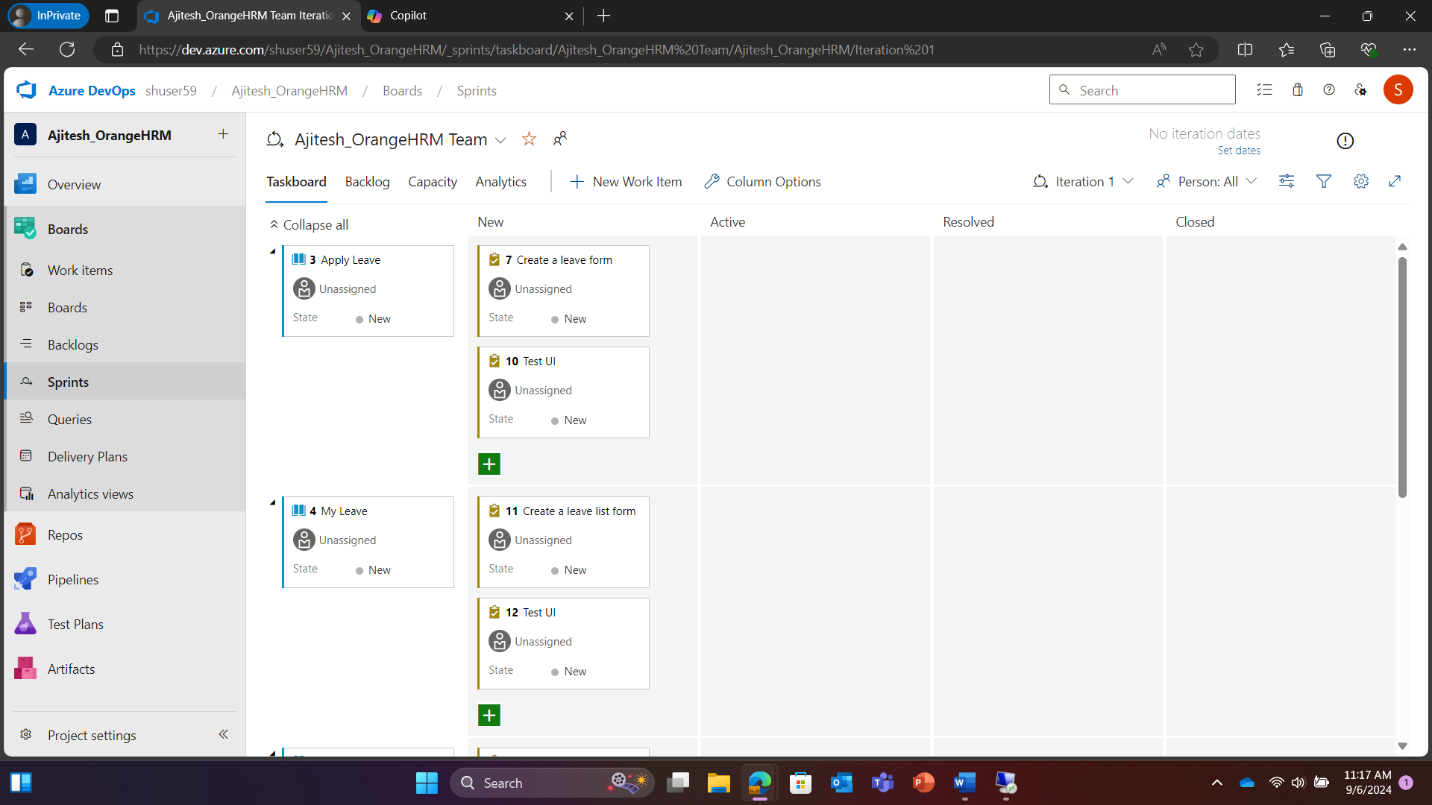 InPrivate
Ajitesh_OrangeHRM Team Iteratio
Copilot
https://dev.azure.com/shuser59/Ajitesh_OrangeHRM/_sprints/taskboard/Ajitesh_OrangeHRM%20Team/Ajitesh_OrangeHRM/Iteration%201
Azure DevOps shuser59 / Ajitesh_OrangeHRM / Boards / Sprints
Search
S
A Ajitesh_OrangeHRM
Overview
Boards
Work items
Boards
Backlogs
Sprints
Queries
Delivery Plans
Analytics views
Repos
Pipelines
Test Plans
Artifacts
Project settings
Ajitesh_OrangeHRM Team
No iteration dates
Set dates
Taskboard Backlog Capacity Analytics New Work Item Column Options Iteration 1 Person: All
Collapse all New Active Resolved Closed
3 Apply Leave
Unassigned
State New
7 Create a leave form
Unassigned
State New
10 Test UI
Unassigned
State New
4 My Leave
Unassigned
State New
11 Create a leave list form
Unassigned
State New
12 Test UI
Unassigned
State New
Search
11:17 AM
9/6/2024
1